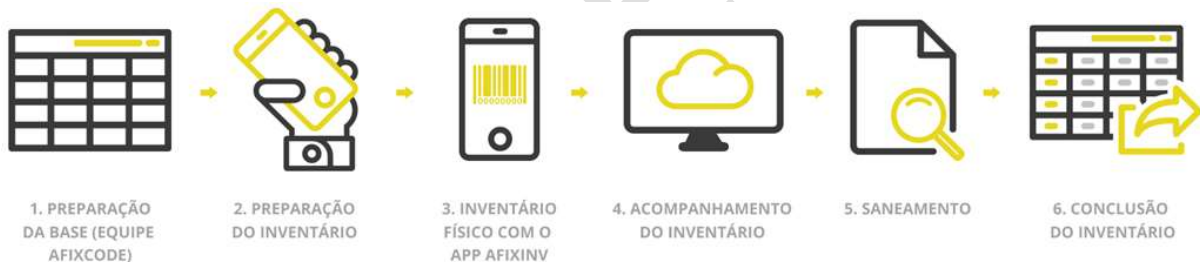 1. PREPARAÇÃO
DA BASE (EQUIPE
AFIXCODE)
2. PREPARAÇÃO
DO INVENTÁRIO
3. INVENTÁRIO
FÍSICO COM O
APP AFIXINV
4. ACOMPANHAMENTO
DO INVENTÁRIO
5. SANEAMENTO
6. CONCLUSÃO
DO INVENTÁRIO